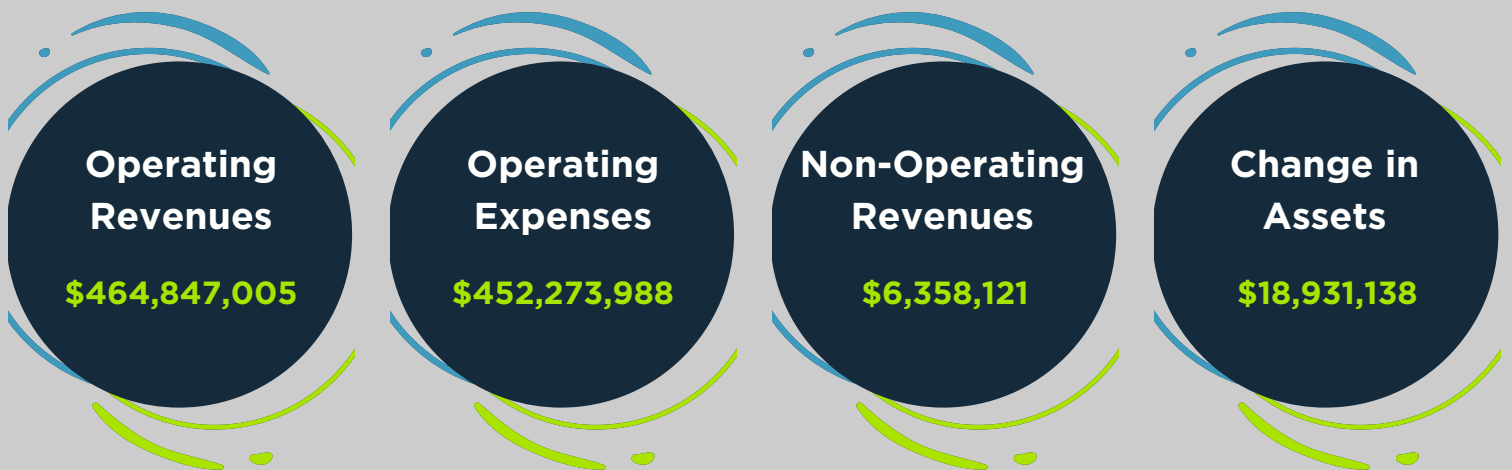 Operating
Revenues
$464,847,005
Operating
Expenses
$452,273,988
Non-Operating
Revenues
$6,358,121
Change in
Assets
$18,931,138